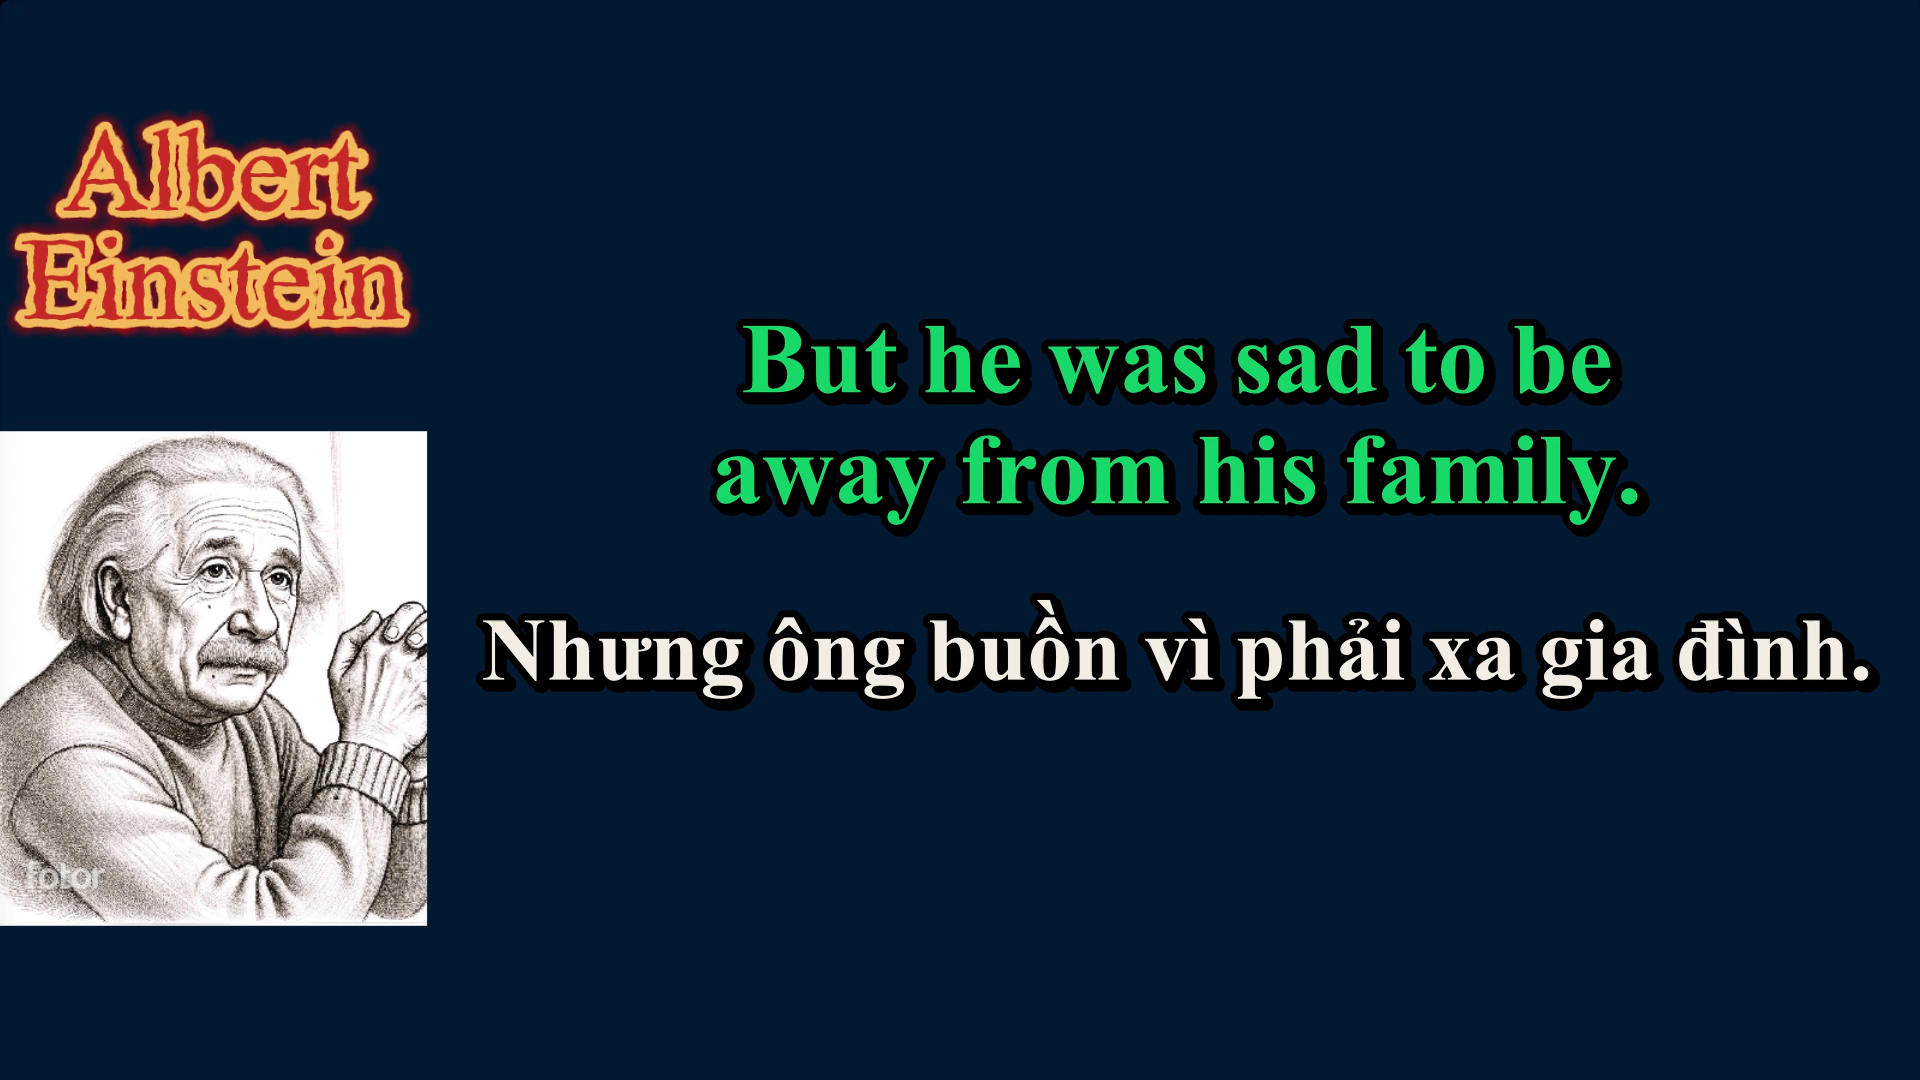 Albert
Einstein
But he was sad to be
away from his family.
Nhưng ông buồn vì phải xa gia đình.
fotor